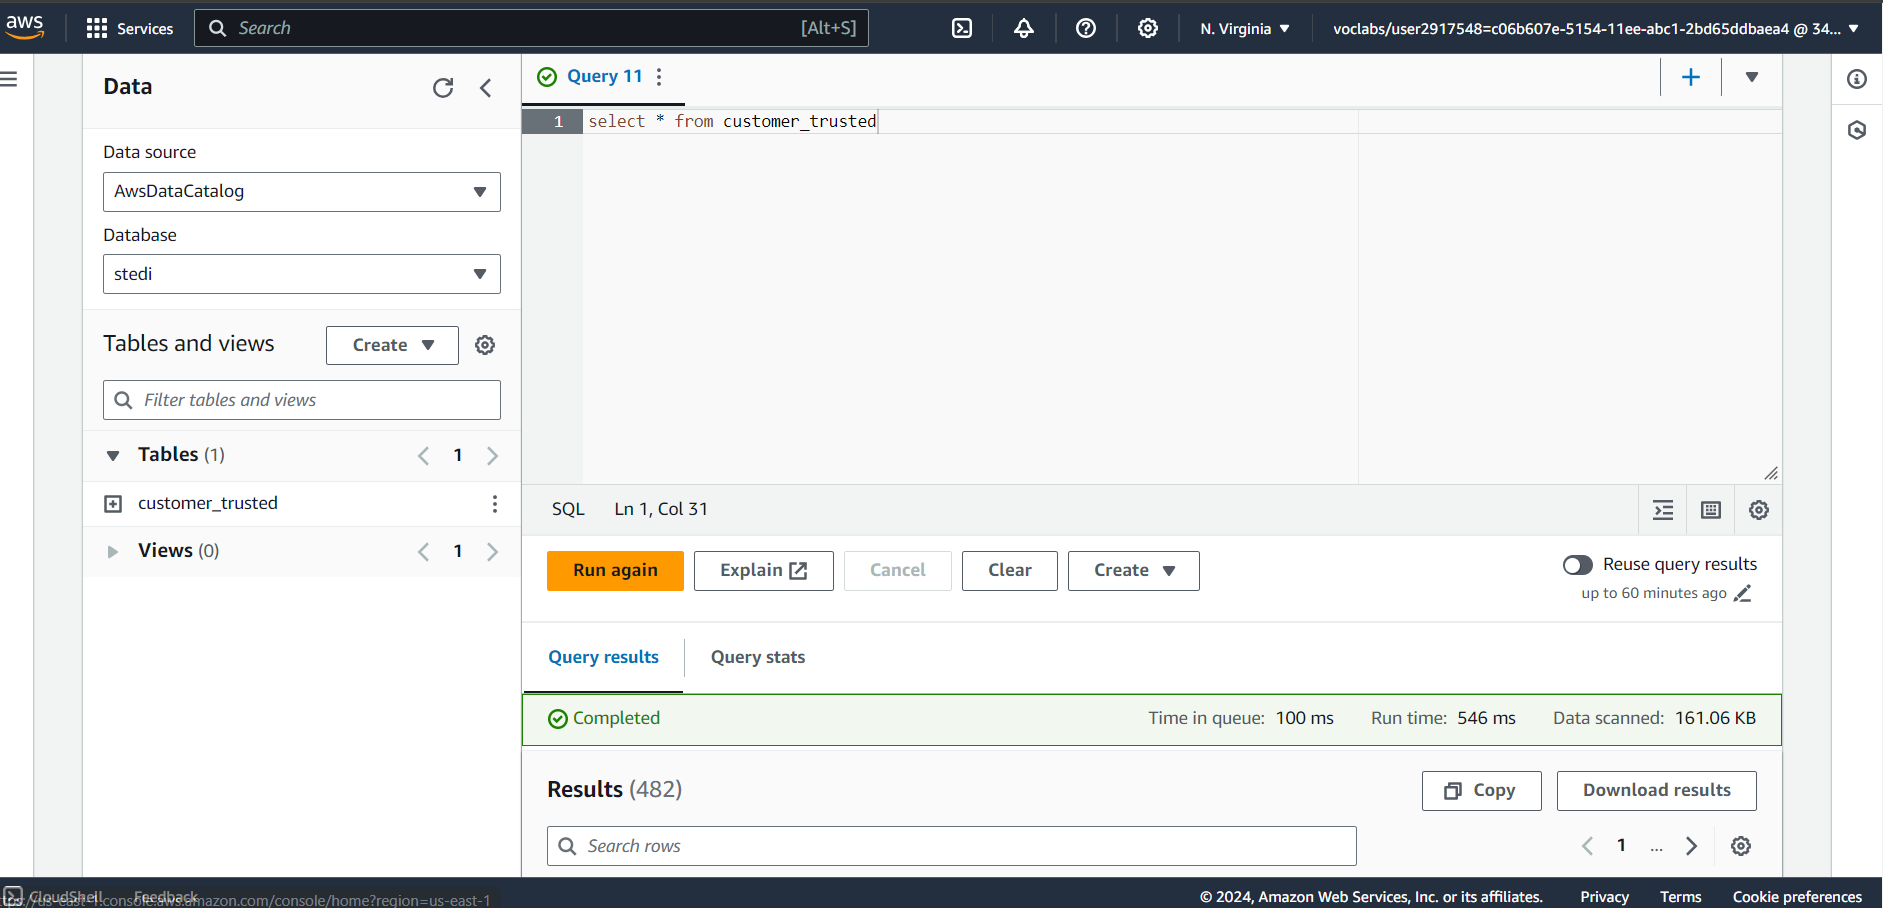 aws
Services
Search [Alt+S]
N. Virginia
voclabs/user2917548=c06b607e-5154-11ee-abc1-2bd65ddbaea4 @ 34...
Data
Data source
AwsDataCatalog
Database
stedi
Tables and views
Create
Filter tables and views
Tables (1) 1
customer_trusted
Views (0) 1
Query 11
1 select * from customer_trusted
SQL Ln 1, Col 31
Run again Explain Cancel Clear Create
Reuse query results
up to 60 minutes ago
Query results Query stats
Completed Time in queue: 100 ms Run time: 546 ms Data scanned: 161.06 KB
Results (482)
Copy Download results
Search rows
1 ...
CloudShell Feedback
tps://us-east-1.console.aws.amazon.com/console/home?region=us-east-1
© 2024, Amazon Web Services, Inc. or its affiliates. Privacy Terms Cookie preferences